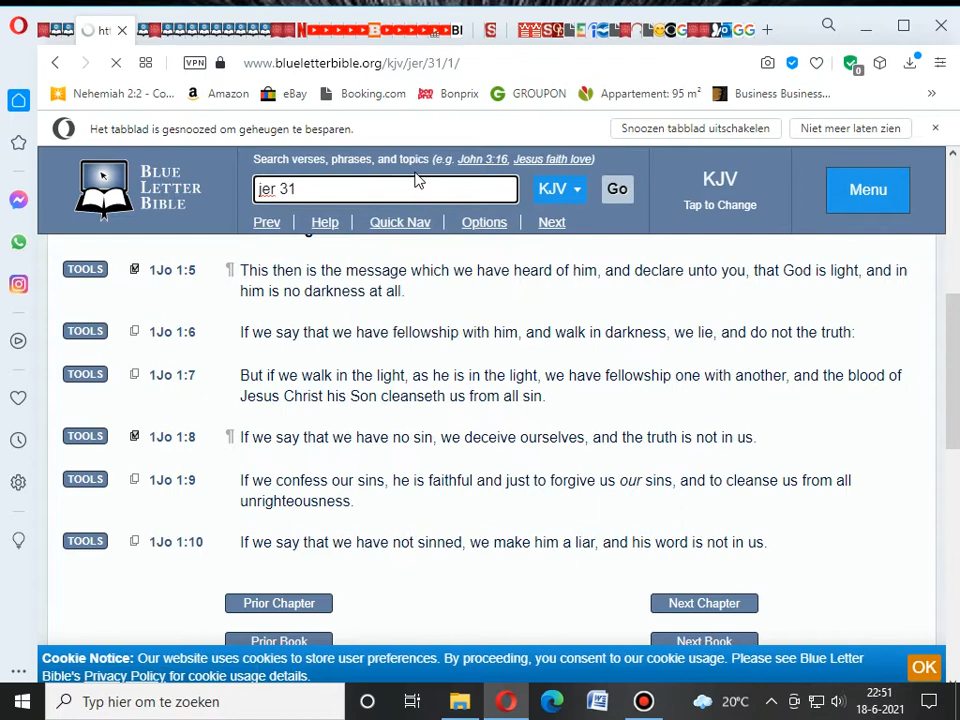 BI
htt
VPN
www.blueletterbible.org/kjv/jer/31/1/
0
Nehemiah 2:2 - Co...
Amazon
eBay
Booking.com
Bonprix
GROUPON
Appartement: 95 m²
Business Business...
Het tabblad is gesnoozed om geheugen te besparen.
Snoozen tabblad uitschakelen
Niet meer laten zien
BLUE
LETTER
BIBLE
Search verses, phrases, and topics (e.g. John 3:16, Jesus faith love)
jer 31
KJV
Go
Prev | Help | Quick Nav | Options | Next
KJV
Tap to Change
Menu
TOOLS 1Jo 1:5 ¶ This then is the message which we have heard of him, and declare unto you, that God is light, and in
him is no darkness at all.
TOOLS 1Jo 1:6 If we say that we have fellowship with him, and walk in darkness, we lie, and do not the truth:
TOOLS 1Jo 1:7 But if we walk in the light, as he is in the light, we have fellowship one with another, and the blood of
Jesus Christ his Son cleanseth us from all sin.
TOOLS 1Jo 1:8 ¶ If we say that we have no sin, we deceive ourselves, and the truth is not in us.
TOOLS 1Jo 1:9 If we confess our sins, he is faithful and just to forgive us our sins, and to cleanse us from all
unrighteousness.
TOOLS 1Jo 1:10 If we say that we have not sinned, we make him a liar, and his word is not in us.
Prior Chapter
Next Chapter
Prior Book
Next Book
Cookie Notice: Our website uses cookies to store user preferences. By proceeding, you consent to our cookie usage. Please see Blue Letter
Bible's Privacy Policy for cookie usage details.
OK
Typ hier om te zoeken
20°C
22:51
18-6-2021